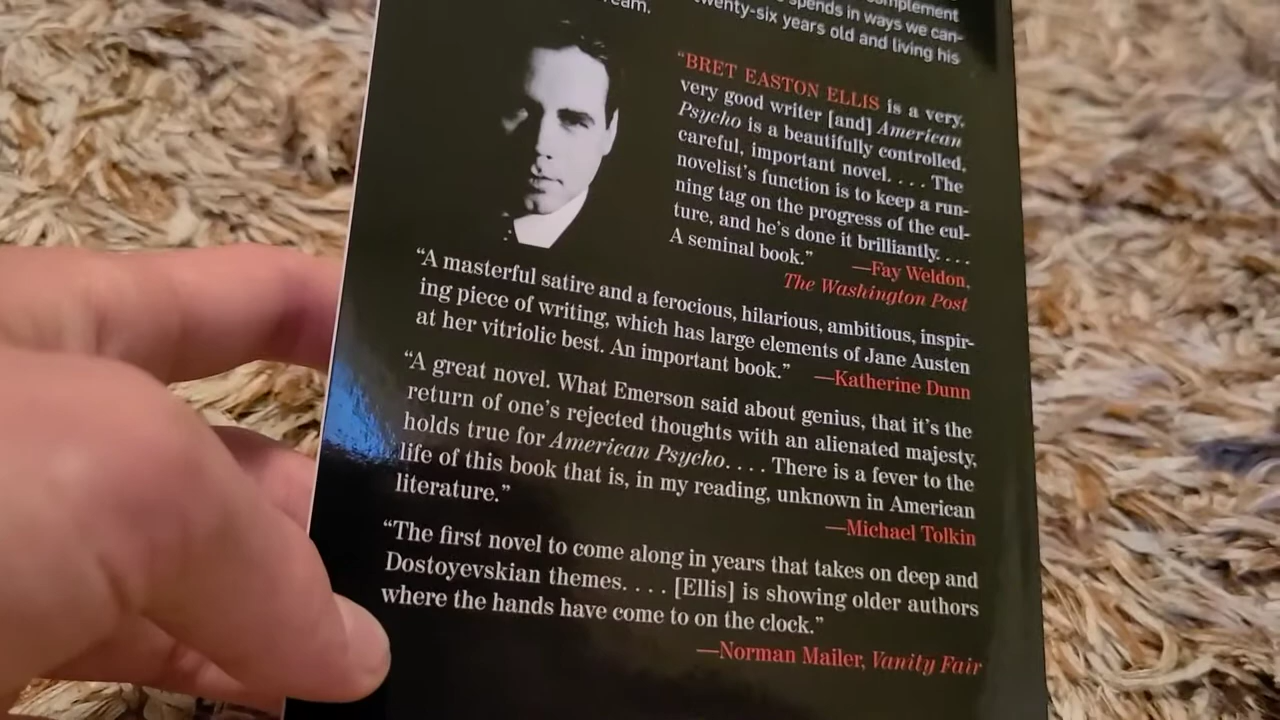 complement
spends in ways we can-
twenty-six years old and living his
“BRET EASTON ELLIS is a very,
very good writer [and] American
Psycho is a beautifully controlled,
careful, important novel. . . . The
novelist’s function is to keep a run-
ning tag on the progress of the cul-
ture, and he’s done it brilliantly. . . .
A seminal book.” —Fay Weldon,
The Washington Post
“A masterful satire and a ferocious, hilarious, ambitious, inspir-
ing piece of writing, which has large elements of Jane Austen
at her vitriolic best. An important book.” —Katherine Dunn
“A great novel. What Emerson said about genius, that it’s the
return of one’s rejected thoughts with an alienated majesty,
holds true for American Psycho. . . . There is a fever to the
life of this book that is, in my reading, unknown in American
literature.”
—Michael Tolkin
“The first novel to come along in years that takes on deep and
Dostoyevskian themes. . . . [Ellis] is showing older authors
where the hands have come to on the clock.”
—Norman Mailer, Vanity Fair